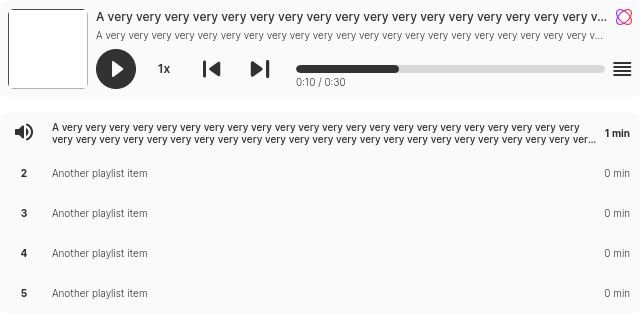 A very very very very very very very very very very very very very very very very very v...
A very very very very very very very very very very very very very very very very very very very very very v...
1x
0:10 / 0:30
A very very very very very very very very very very very very very very very very very very very very very very
very very very very very very very very very very very very very very very very very very very very very very ver...
1 min
2 Another playlist item 0 min
3 Another playlist item 0 min
4 Another playlist item 0 min
5 Another playlist item 0 min